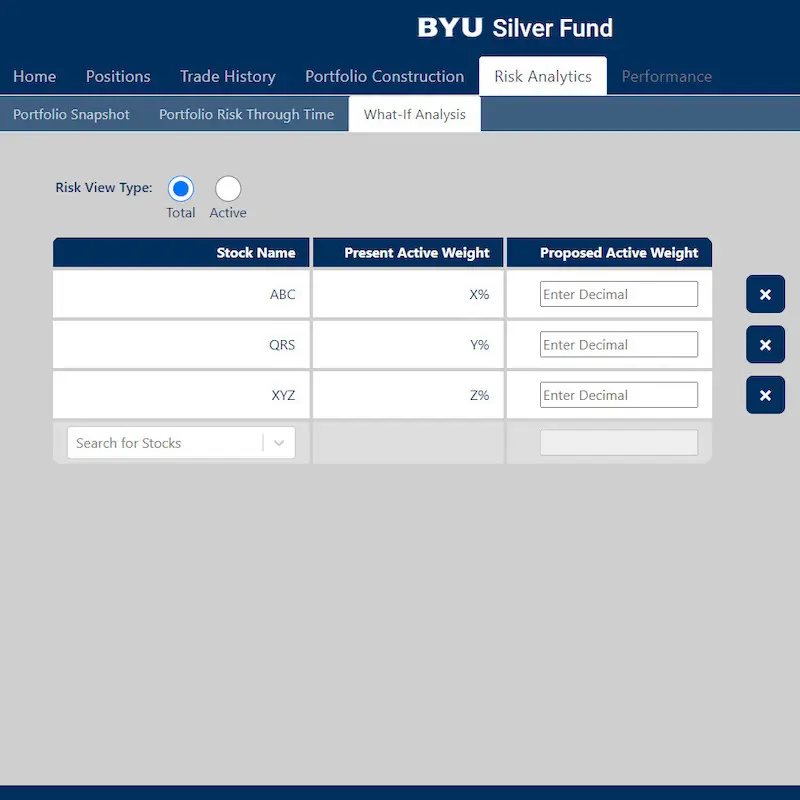 BYU Silver Fund
Home Positions Trade History Portfolio Construction Risk Analytics Performance
Portfolio Snapshot Portfolio Risk Through Time What-If Analysis
Risk View Type:
Total Active
Stock Name Present Active Weight Proposed Active Weight
ABC X% Enter Decimal
QRS Y% Enter Decimal
XYZ Z% Enter Decimal
Search for Stocks